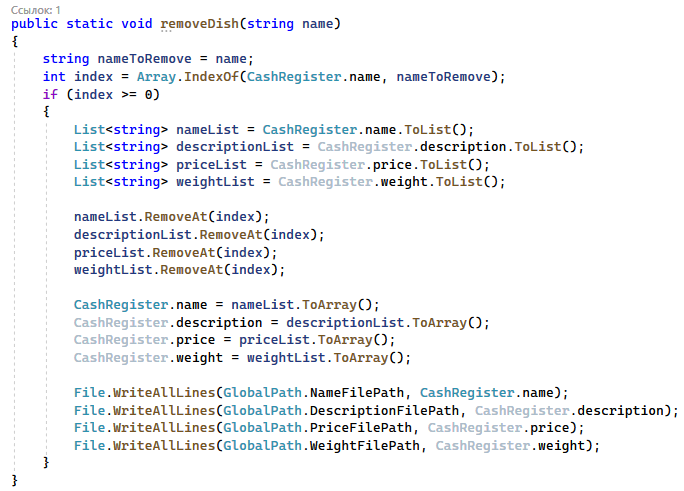 Ссылок: 1
public static void removeDish(string name)
{
    string nameToRemove = name;
    int index = Array.IndexOf(CashRegister.name, nameToRemove);
    if (index >= 0)
    {
        List<string> nameList = CashRegister.name.ToList();
        List<string> descriptionList = CashRegister.description.ToList();
        List<string> priceList = CashRegister.price.ToList();
        List<string> weightList = CashRegister.weight.ToList();

        nameList.RemoveAt(index);
        descriptionList.RemoveAt(index);
        priceList.RemoveAt(index);
        weightList.RemoveAt(index);

        CashRegister.name = nameList.ToArray();
        CashRegister.description = descriptionList.ToArray();
        CashRegister.price = priceList.ToArray();
        CashRegister.weight = weightList.ToArray();

        File.WriteAllLines(GlobalPath.NameFilePath, CashRegister.name);
        File.WriteAllLines(GlobalPath.DescriptionFilePath, CashRegister.description);
        File.WriteAllLines(GlobalPath.PriceFilePath, CashRegister.price);
        File.WriteAllLines(GlobalPath.WeightFilePath, CashRegister.weight);
    }
}